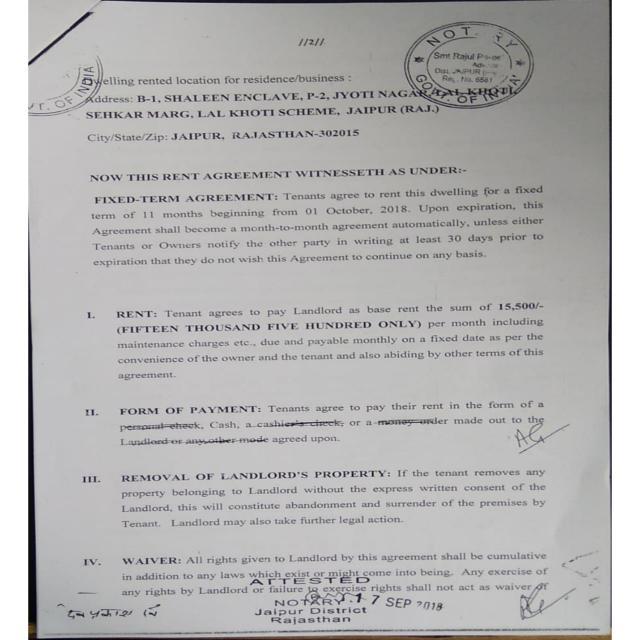 //2//
NOTARY
Smt. Rajul
GOVT. OF INDIA
Dwelling rented location for residence/business :
Address: B-1, SHALEEN ENCLAVE, P-2, JYOTI NAGAR, LAL KHOTI,
SEHKAR MARG, LAL KHOTI SCHEME, JAIPUR (RAJ.)
City/State/Zip: JAIPUR, RAJASTHAN-302015
NOW THIS RENT AGREEMENT WITNESSETH AS UNDER:-
FIXED-TERM AGREEMENT: Tenants agree to rent this dwelling for a fixed
term of 11 months beginning from 01 October, 2018. Upon expiration, this
Agreement shall become a month-to-month agreement automatically, unless either
Tenants or Owners notify the other party in writing at least 30 days prior to
expiration that they do not wish this Agreement to continue on any basis.
I. RENT: Tenant agrees to pay Landlord as base rent the sum of 15,500/-
(FIFTEEN THOUSAND FIVE HUNDRED ONLY) per month including
maintenance charges etc., due and payable monthly on a fixed date as per the
convenience of the owner and the tenant and also abiding by other terms of this
agreement.
II. FORM OF PAYMENT: Tenants agree to pay their rent in the form of a
personal check, Cash, a cashier's check, or a money order made out to the
Landlord or any other mode agreed upon.
III. REMOVAL OF LANDLORD'S PROPERTY: If the tenant removes any
property belonging to Landlord without the express written consent of the
Landlord, this will constitute abandonment and surrender of the premises by
Tenant. Landlord may also take further legal action.
IV. WAIVER: All rights given to Landlord by this agreement shall be cumulative
in addition to any laws which exist or might come into being. Any exercise of
any rights by Landlord or failure to exercise rights shall not act as waiver of
ATTESTED
NOTARY
17 SEP 2018
Jaipur District
Rajasthan